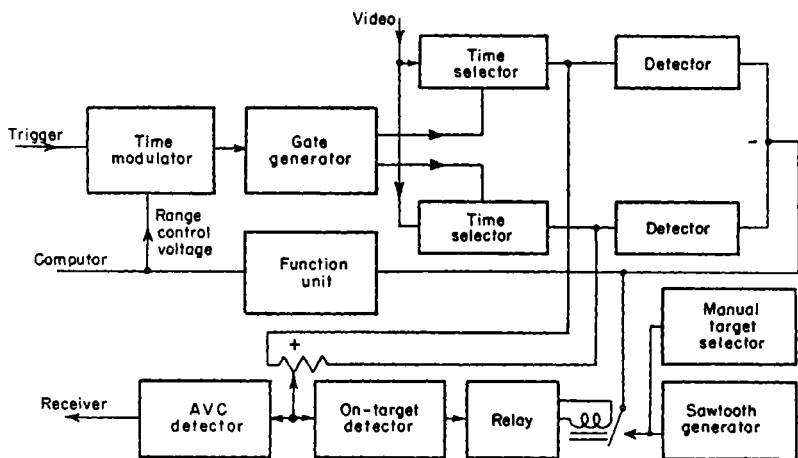 Video
Time
selector
Detector
Trigger
Time
modulator
Gate
generator
-
Range
control
voltage
Time
selector
Detector
Computor
Function
unit
Manual
target
selector
+
Receiver
AVC
detector
On-target
detector
Relay
Sawtooth
generator